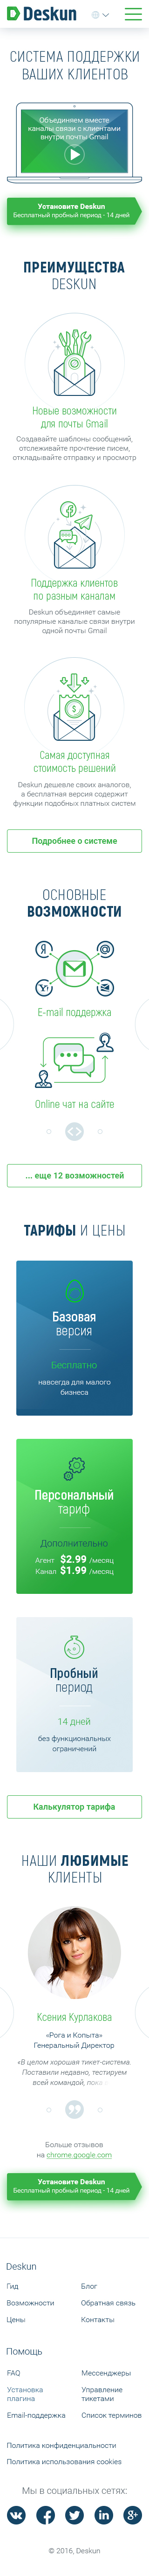 Deskun
СИСТЕМА ПОДДЕРЖКИ
ВАШИХ КЛИЕНТОВ
Объединяем вместе
каналы связи с клиентами
внутри почты Gmail
Установите Deskun
Бесплатный пробный период - 14 дней
ПРЕИМУЩЕСТВА
DESKUN
Новые возможности
для почты Gmail
Создавайте шаблоны сообщений,
отслеживайте прочтение писем,
откладывайте отправку и просмотр
Поддержка клиентов
по разным каналам
Deskun объединяет самые
популярные каналые связи внутри
одной почты Gmail
Самая доступная
стоимость решений
Deskun дешевле своих аналогов,
а бесплатная версия содержит
функции подобных платных систем
Подробнее о системе
ОСНОВНЫЕ
ВОЗМОЖНОСТИ
E-mail поддержка
Online чат на сайте
... еще 12 возможностей
ТАРИФЫ И ЦЕНЫ
Базовая
версия
Бесплатно
навсегда для малого
бизнеса
Персональный
тариф
Дополнительно
Агент $2.99 /месяц
Канал $1.99 /месяц
Пробный
период
14 дней
без функциональных
ограничений
Калькулятор тарифа
НАШИ ЛЮБИМЫЕ
КЛИЕНТЫ
Ксения Курлакова
«Рога и Копыта»
Генеральный Директор
«В целом хорошая тикет-система.
Поставили недавно, тестируем
всей командой, пока
Больше отзывов
на chrome.google.com
Установите Deskun
Бесплатный пробный период - 14 дней
Deskun
Гид
Блог
Возможности
Обратная связь
Цены
Контакты
Помощь
FAQ
Мессенджеры
Установка
плагина
Управление
тикетами
Email-поддержка
Список терминов
Политика конфиденциальности
Политика использования cookies
Мы в социальных сетях:
© 2016, Deskun